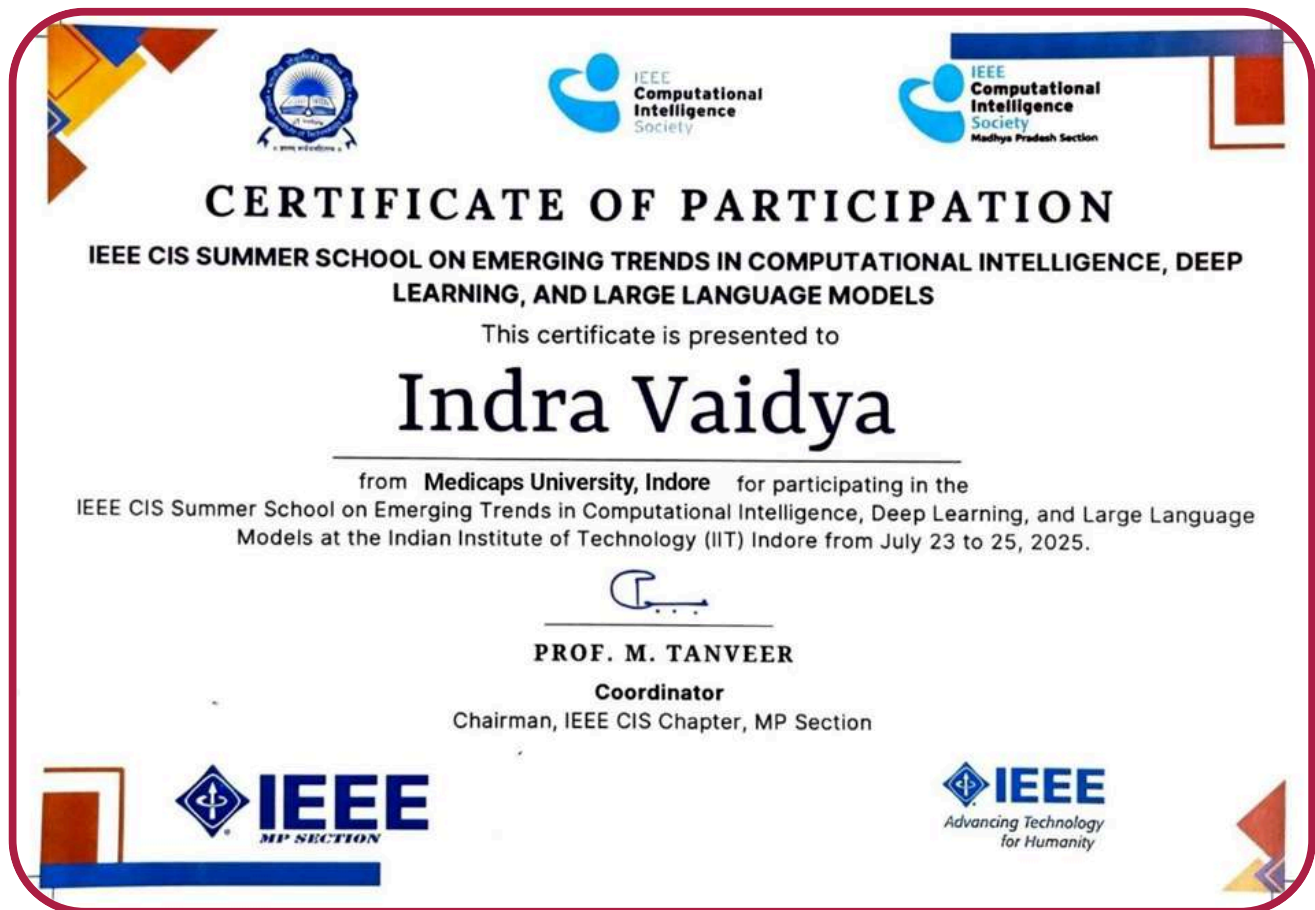 IEEE
Computational
Intelligence
Society
IEEE
Computational
Intelligence
Society
Madhya Pradesh Section
CERTIFICATE OF PARTICIPATION
IEEE CIS SUMMER SCHOOL ON EMERGING TRENDS IN COMPUTATIONAL INTELLIGENCE, DEEP
LEARNING, AND LARGE LANGUAGE MODELS
This certificate is presented to
Indra Vaidya
from Medicaps University, Indore for participating in the
IEEE CIS Summer School on Emerging Trends in Computational Intelligence, Deep Learning, and Large Language
Models at the Indian Institute of Technology (IIT) Indore from July 23 to 25, 2025.
PROF. M. TANVEER
Coordinator
Chairman, IEEE CIS Chapter, MP Section
IEEE
MP SECTION
IEEE
Advancing Technology
for Humanity